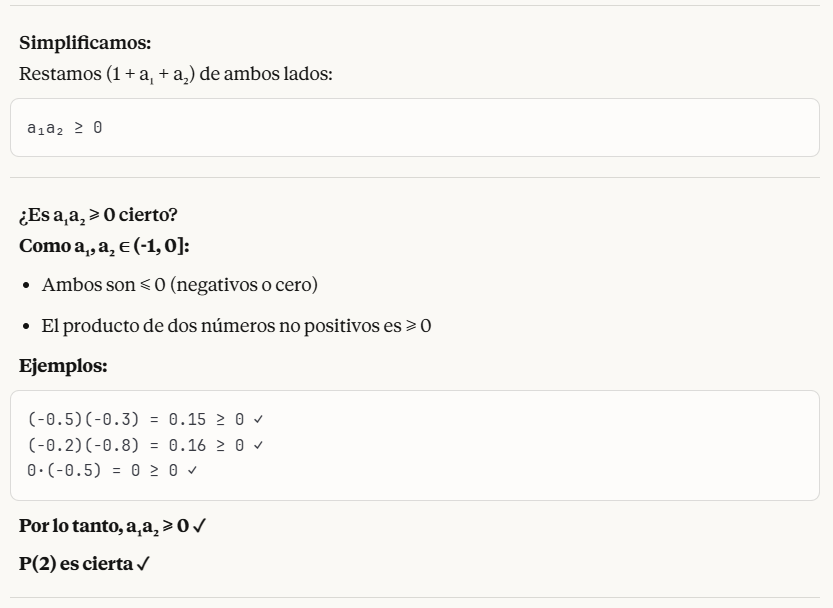 Simplificamos:
Restamos (1 + a₁ + a₂) de ambos lados:
a₁a₂ ≥ 0
¿Es a₁a₂ ≥ 0 cierto?
Como a₁, a₂ ∈ (-1, 0]:
• Ambos son ≤ 0 (negativos o cero)
• El producto de dos números no positivos es ≥ 0
Ejemplos:
(-0.5)(-0.3) = 0.15 ≥ 0 ✓
(-0.2)(-0.8) = 0.16 ≥ 0 ✓
0·(-0.5) = 0 ≥ 0 ✓
Por lo tanto, a₁a₂ ≥ 0 ✓
P(2) es cierta ✓